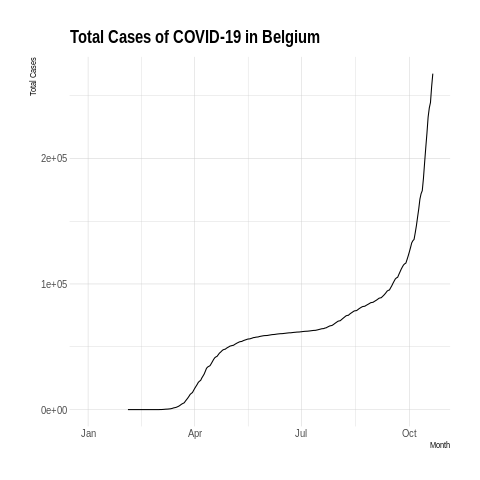 Total Cases of COVID-19 in Belgium
Total Cases
2e+05
1e+05
0e+00
Jan Apr Jul Oct
Month